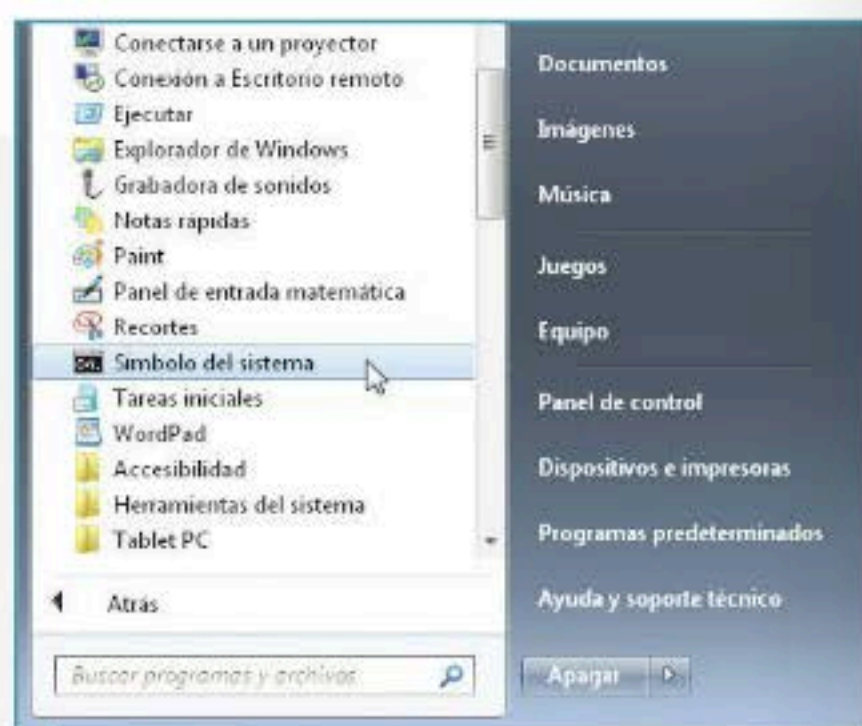 Conectarse a un proyector
Conexión a Escritorio remoto
Ejecutar
Explorador de Windows
Grabadora de sonidos
Notas rápidas
Paint
Panel de entrada matemática
Recortes
Símbolo del sistema
Tareas iniciales
WordPad
Accesibilidad
Herramientas del sistema
Tablet PC
Atrás
Buscar programas y archivos
Documentos
Imágenes
Música
Juegos
Equipo
Panel de control
Dispositivos e impresoras
Programas predeterminados
Ayuda y soporte técnico
Apagar